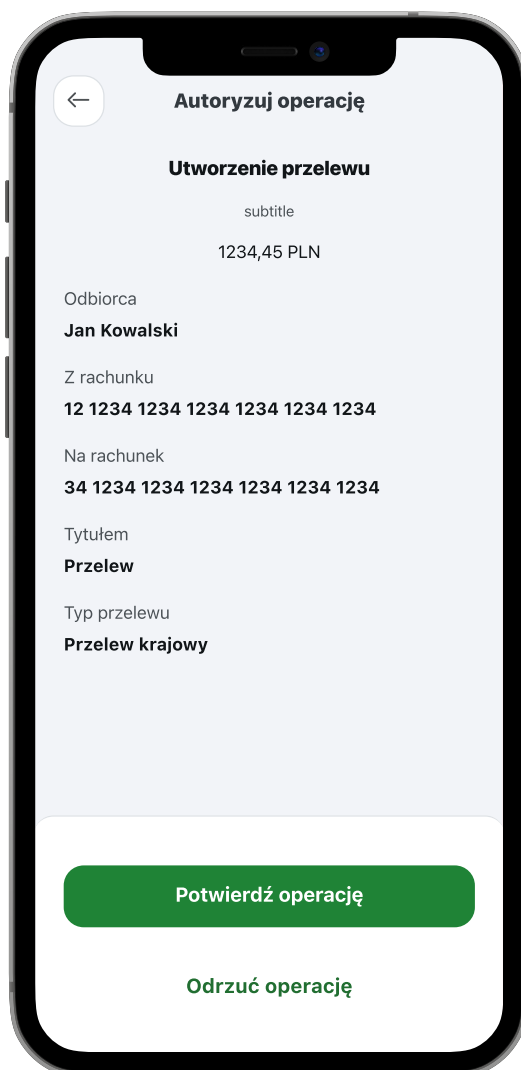 Autoryzuj operację
Utworzenie przelewu
subtitle
1234,45 PLN
Odbiorca
Jan Kowalski
Z rachunku
12 1234 1234 1234 1234 1234 1234
Na rachunek
34 1234 1234 1234 1234 1234 1234
Tytułem
Przelew
Typ przelewu
Przelew krajowy
Potwierdź operację
Odrzuć operację